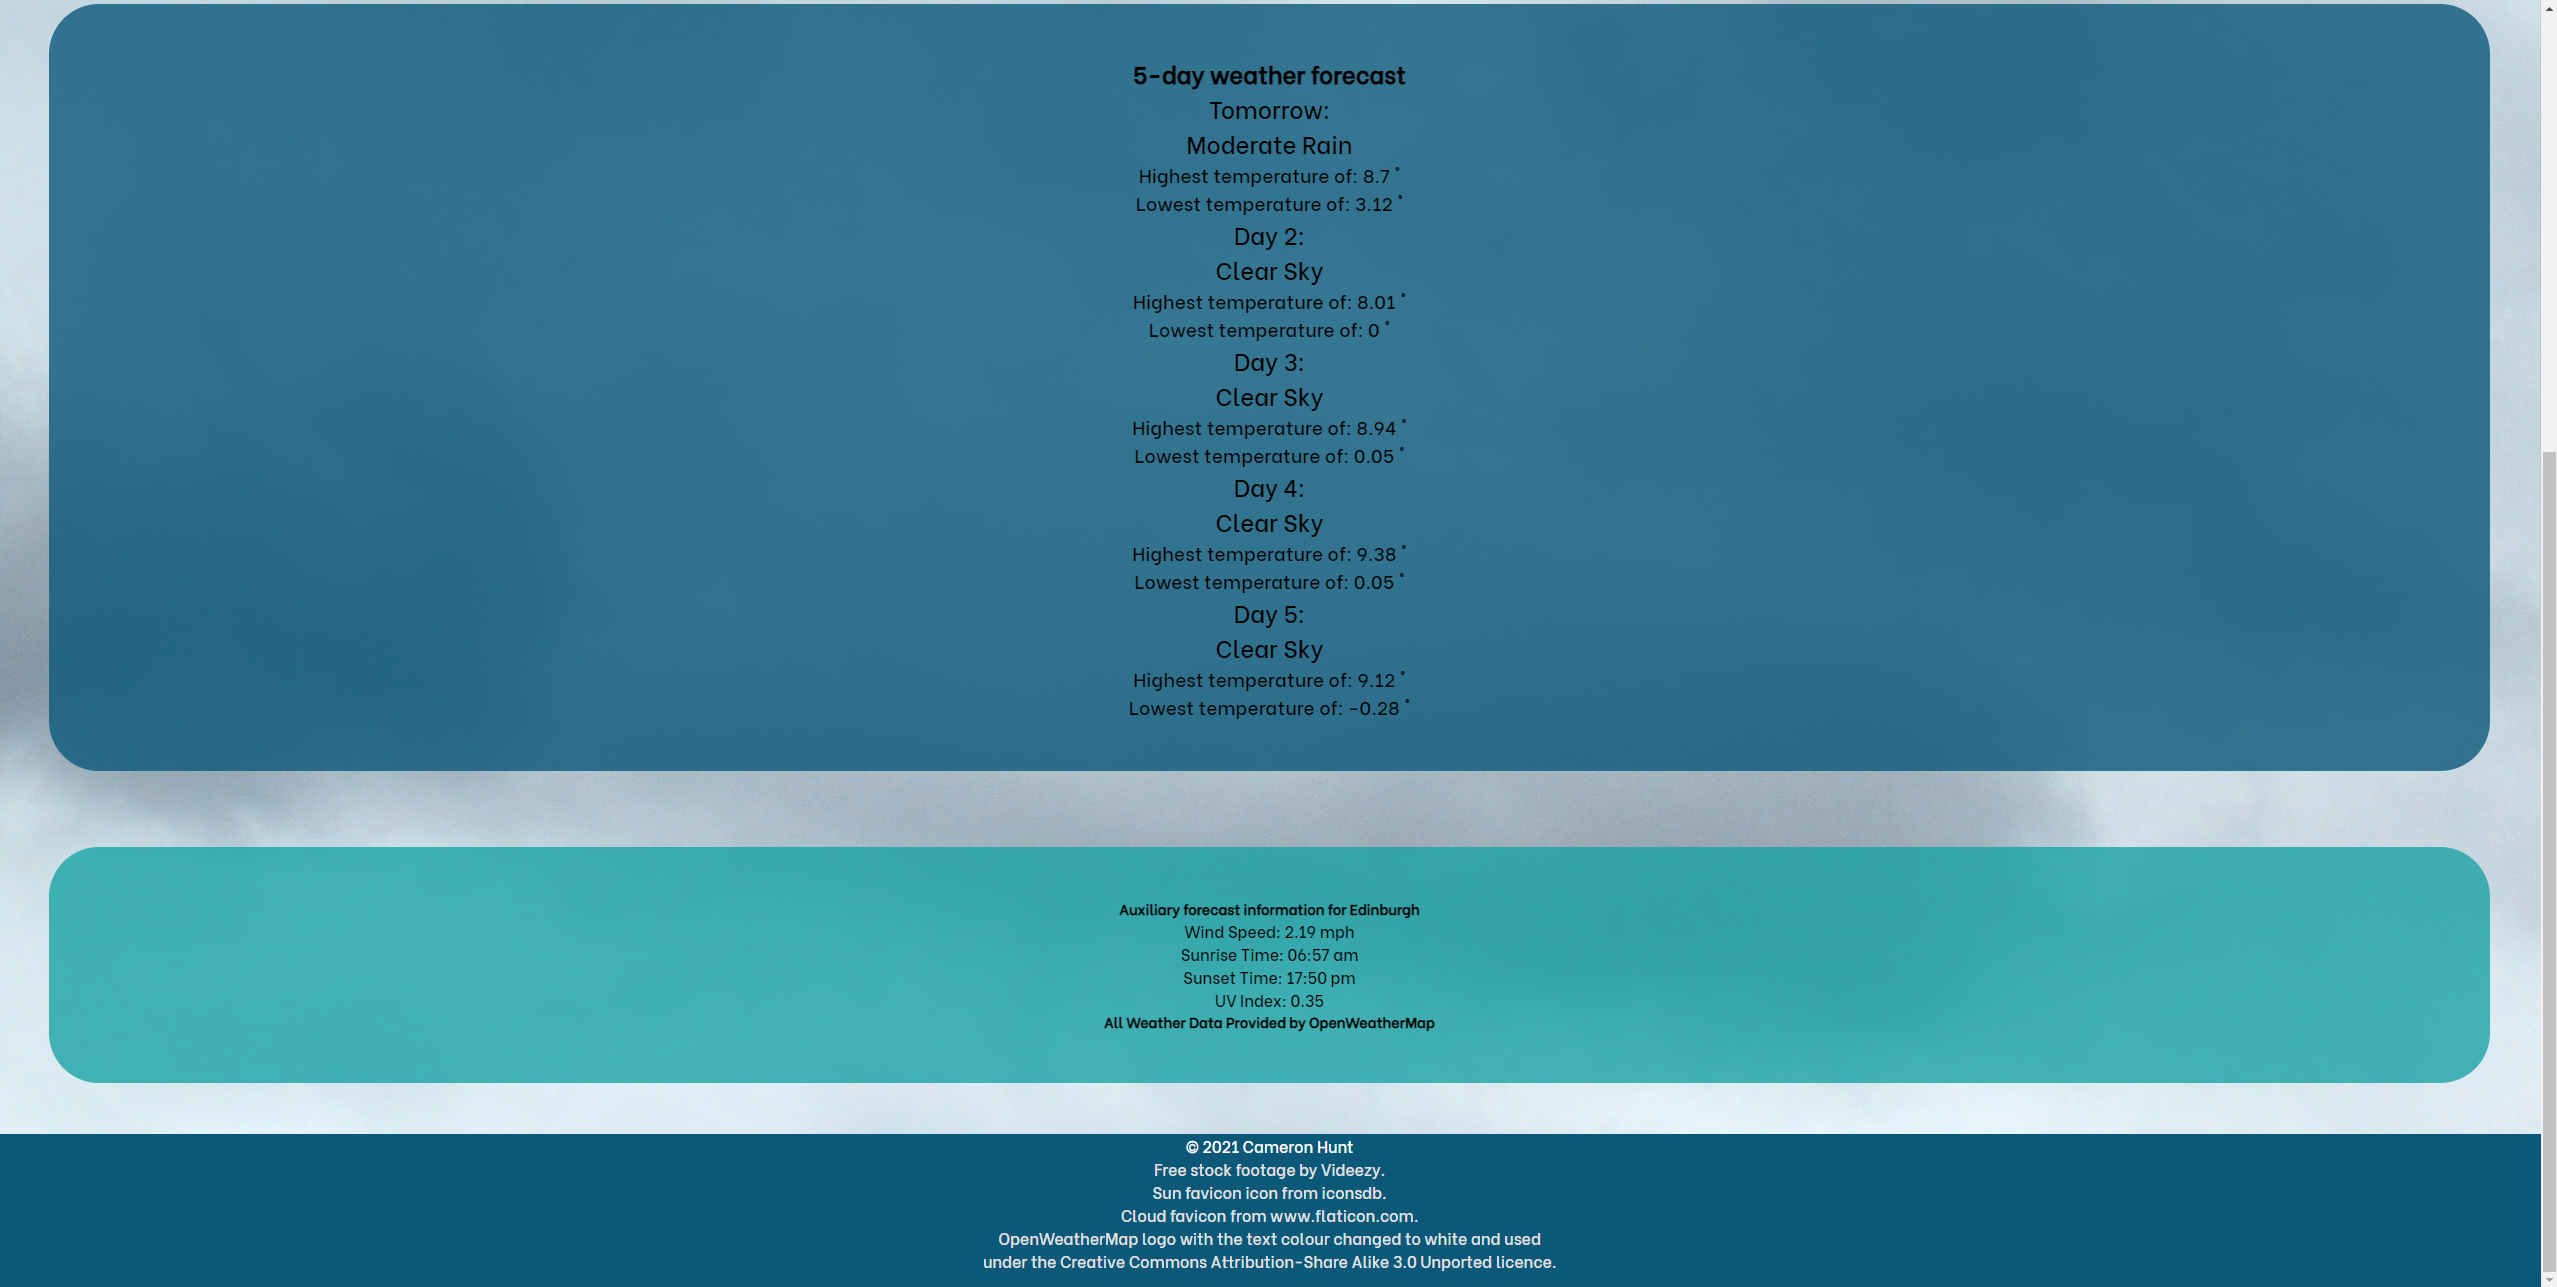 5-day weather forecast
Tomorrow:
Moderate Rain
Highest temperature of: 8.7 °
Lowest temperature of: 3.12 °
Day 2:
Clear Sky
Highest temperature of: 8.01 °
Lowest temperature of: 0 °
Day 3:
Clear Sky
Highest temperature of: 8.94 °
Lowest temperature of: 0.05 °
Day 4:
Clear Sky
Highest temperature of: 9.38 °
Lowest temperature of: 0.05 °
Day 5:
Clear Sky
Highest temperature of: 9.12 °
Lowest temperature of: -0.28 °
Auxiliary forecast information for Edinburgh
Wind Speed: 2.19 mph
Sunrise Time: 06:57 am
Sunset Time: 17:50 pm
UV Index: 0.35
All Weather Data Provided by OpenWeatherMap
© 2021 Cameron Hunt
Free stock footage by Videezy.
Sun favicon icon from iconsdb.
Cloud favicon from www.flaticon.com.
OpenWeatherMap logo with the text colour changed to white and used
under the Creative Commons Attribution-Share Alike 3.0 Unported licence.